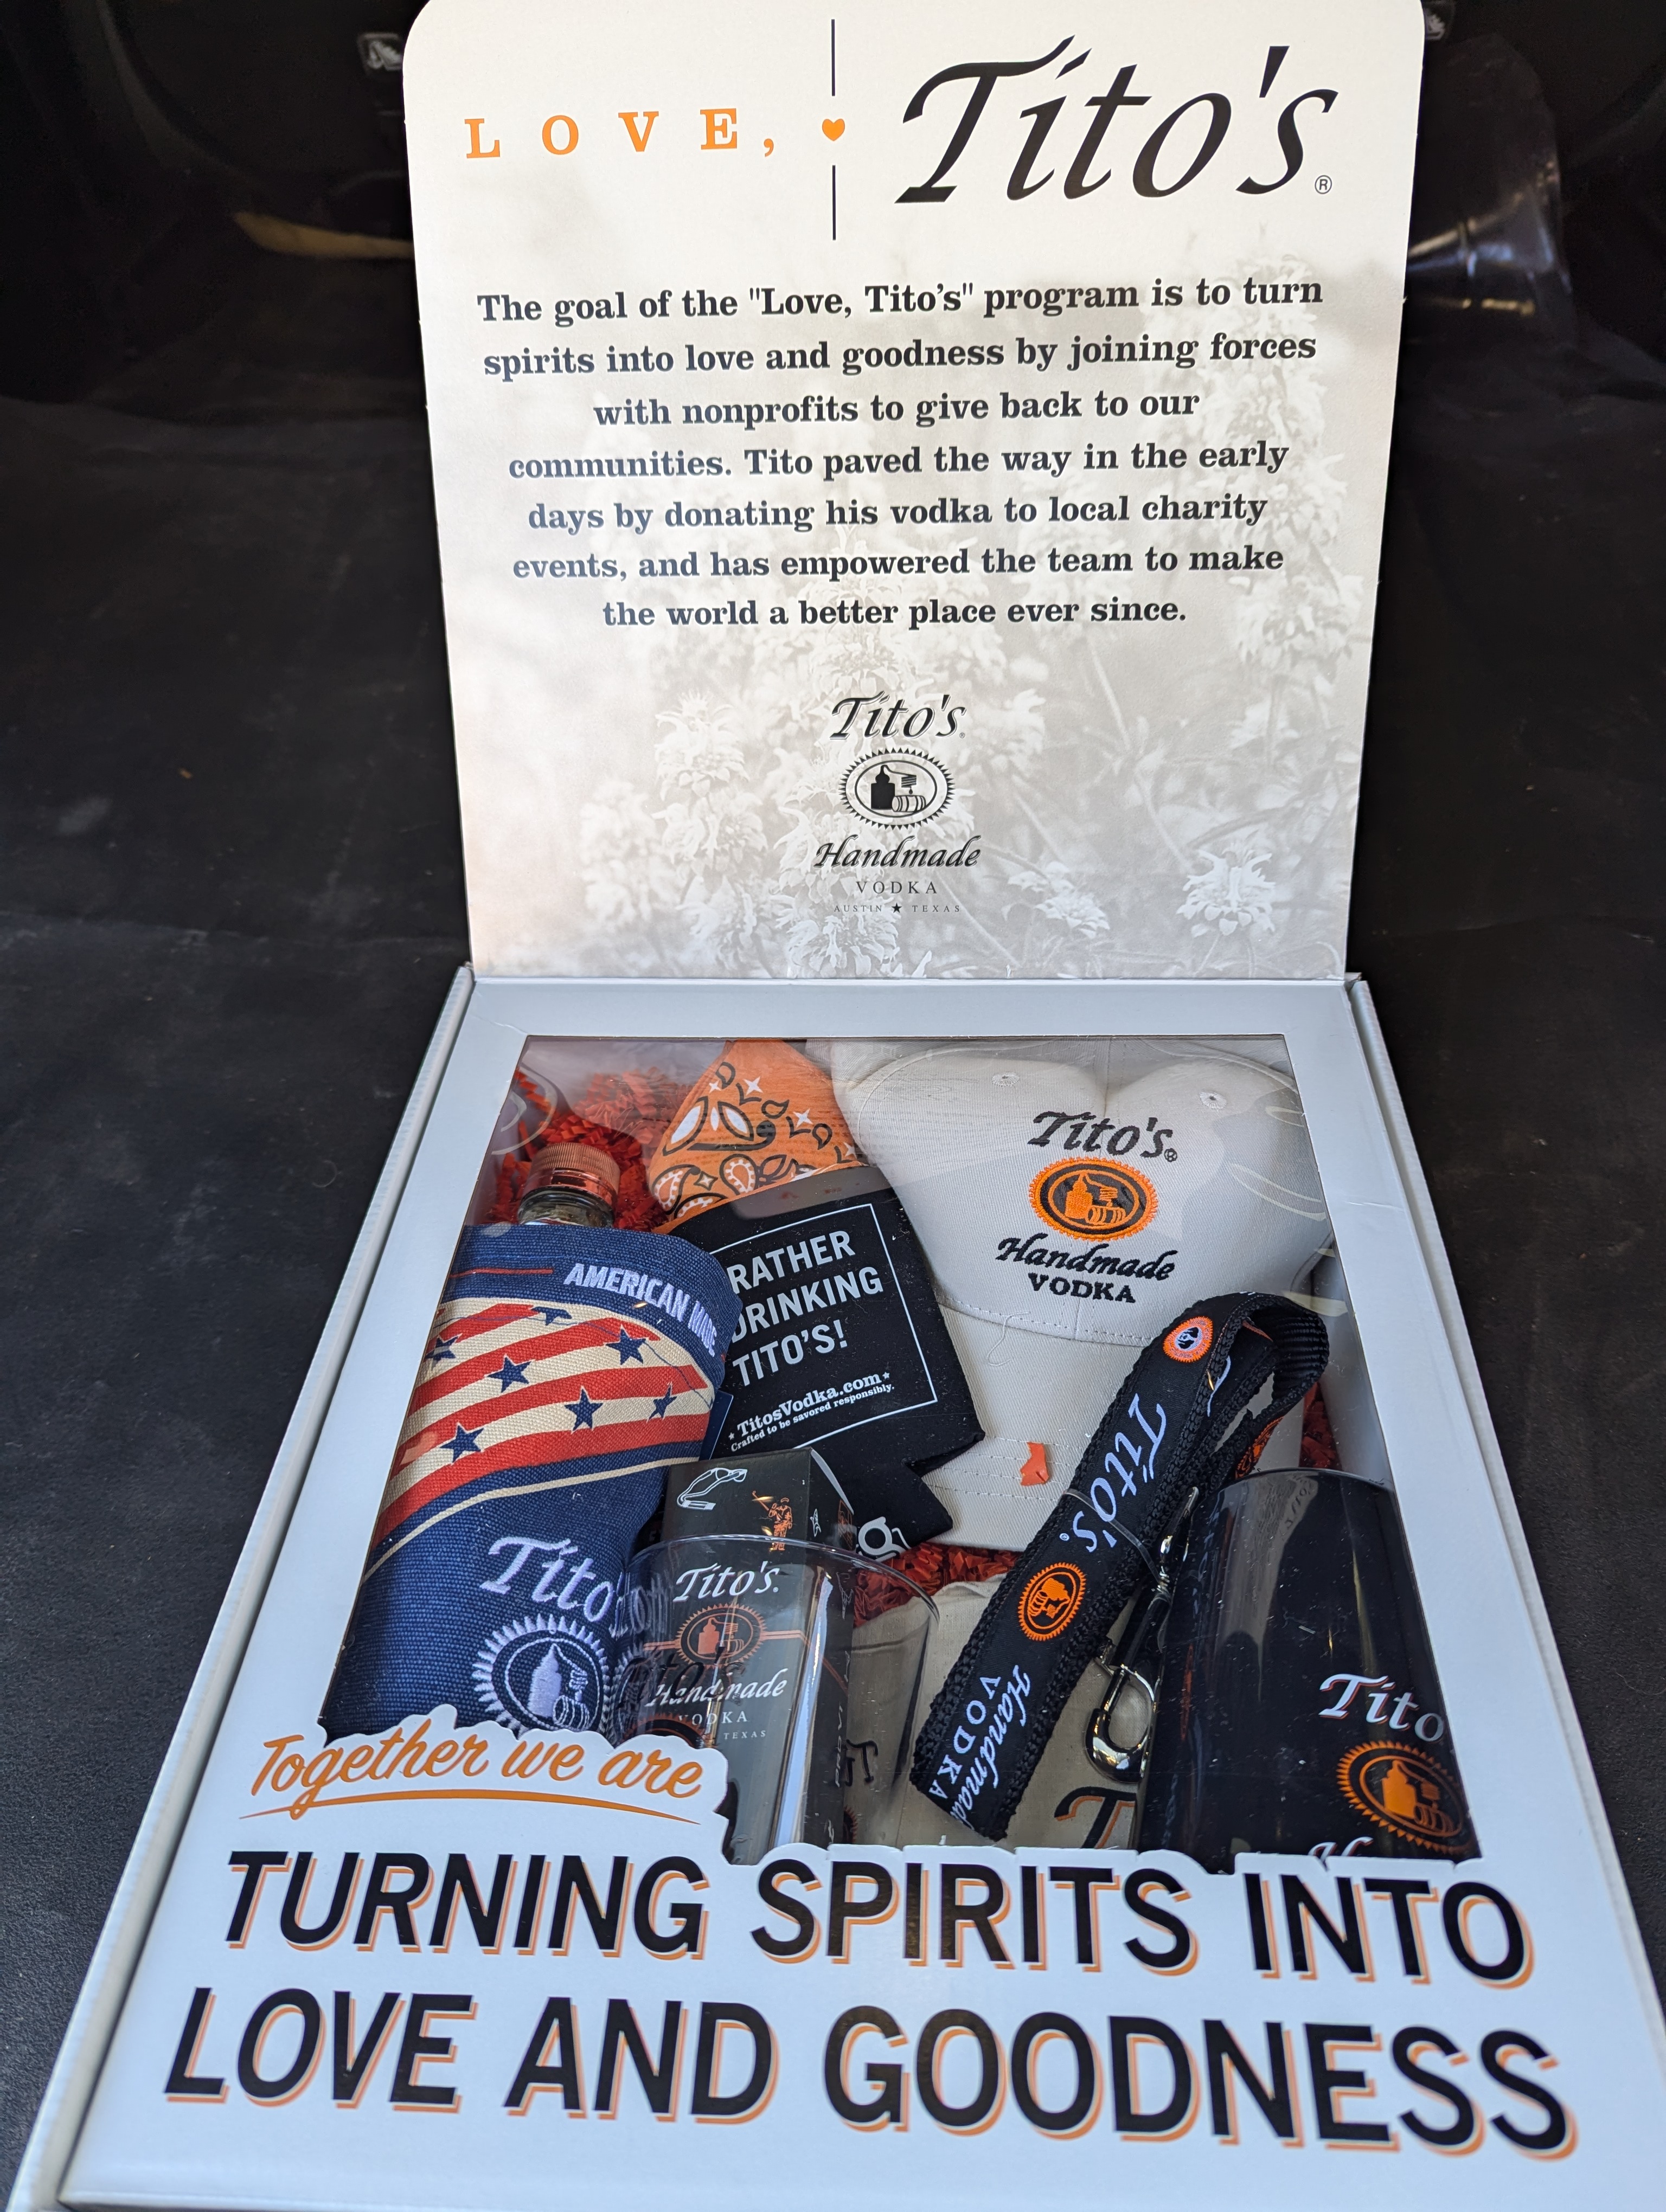 LOVE, Tito's®
The goal of the "Love, Tito's" program is to turn
spirits into love and goodness by joining forces
with nonprofits to give back to our
communities. Tito paved the way in the early
days by donating his vodka to local charity
events, and has empowered the team to make
the world a better place ever since.
Tito's
Handmade
VODKA
AUSTIN ★ TEXAS
Tito's®
Handmade
VODKA
AMERICAN MADE
RATHER
DRINKING
TITO'S!
★ TitosVodka.com ★
Crafted to be savored responsibly.
Tito's
Handmade
VODKA
Tito's
Tito's.
Handmade
VODKA
TEXAS
Tito
Together we are
TURNING SPIRITS INTO
LOVE AND GOODNESS